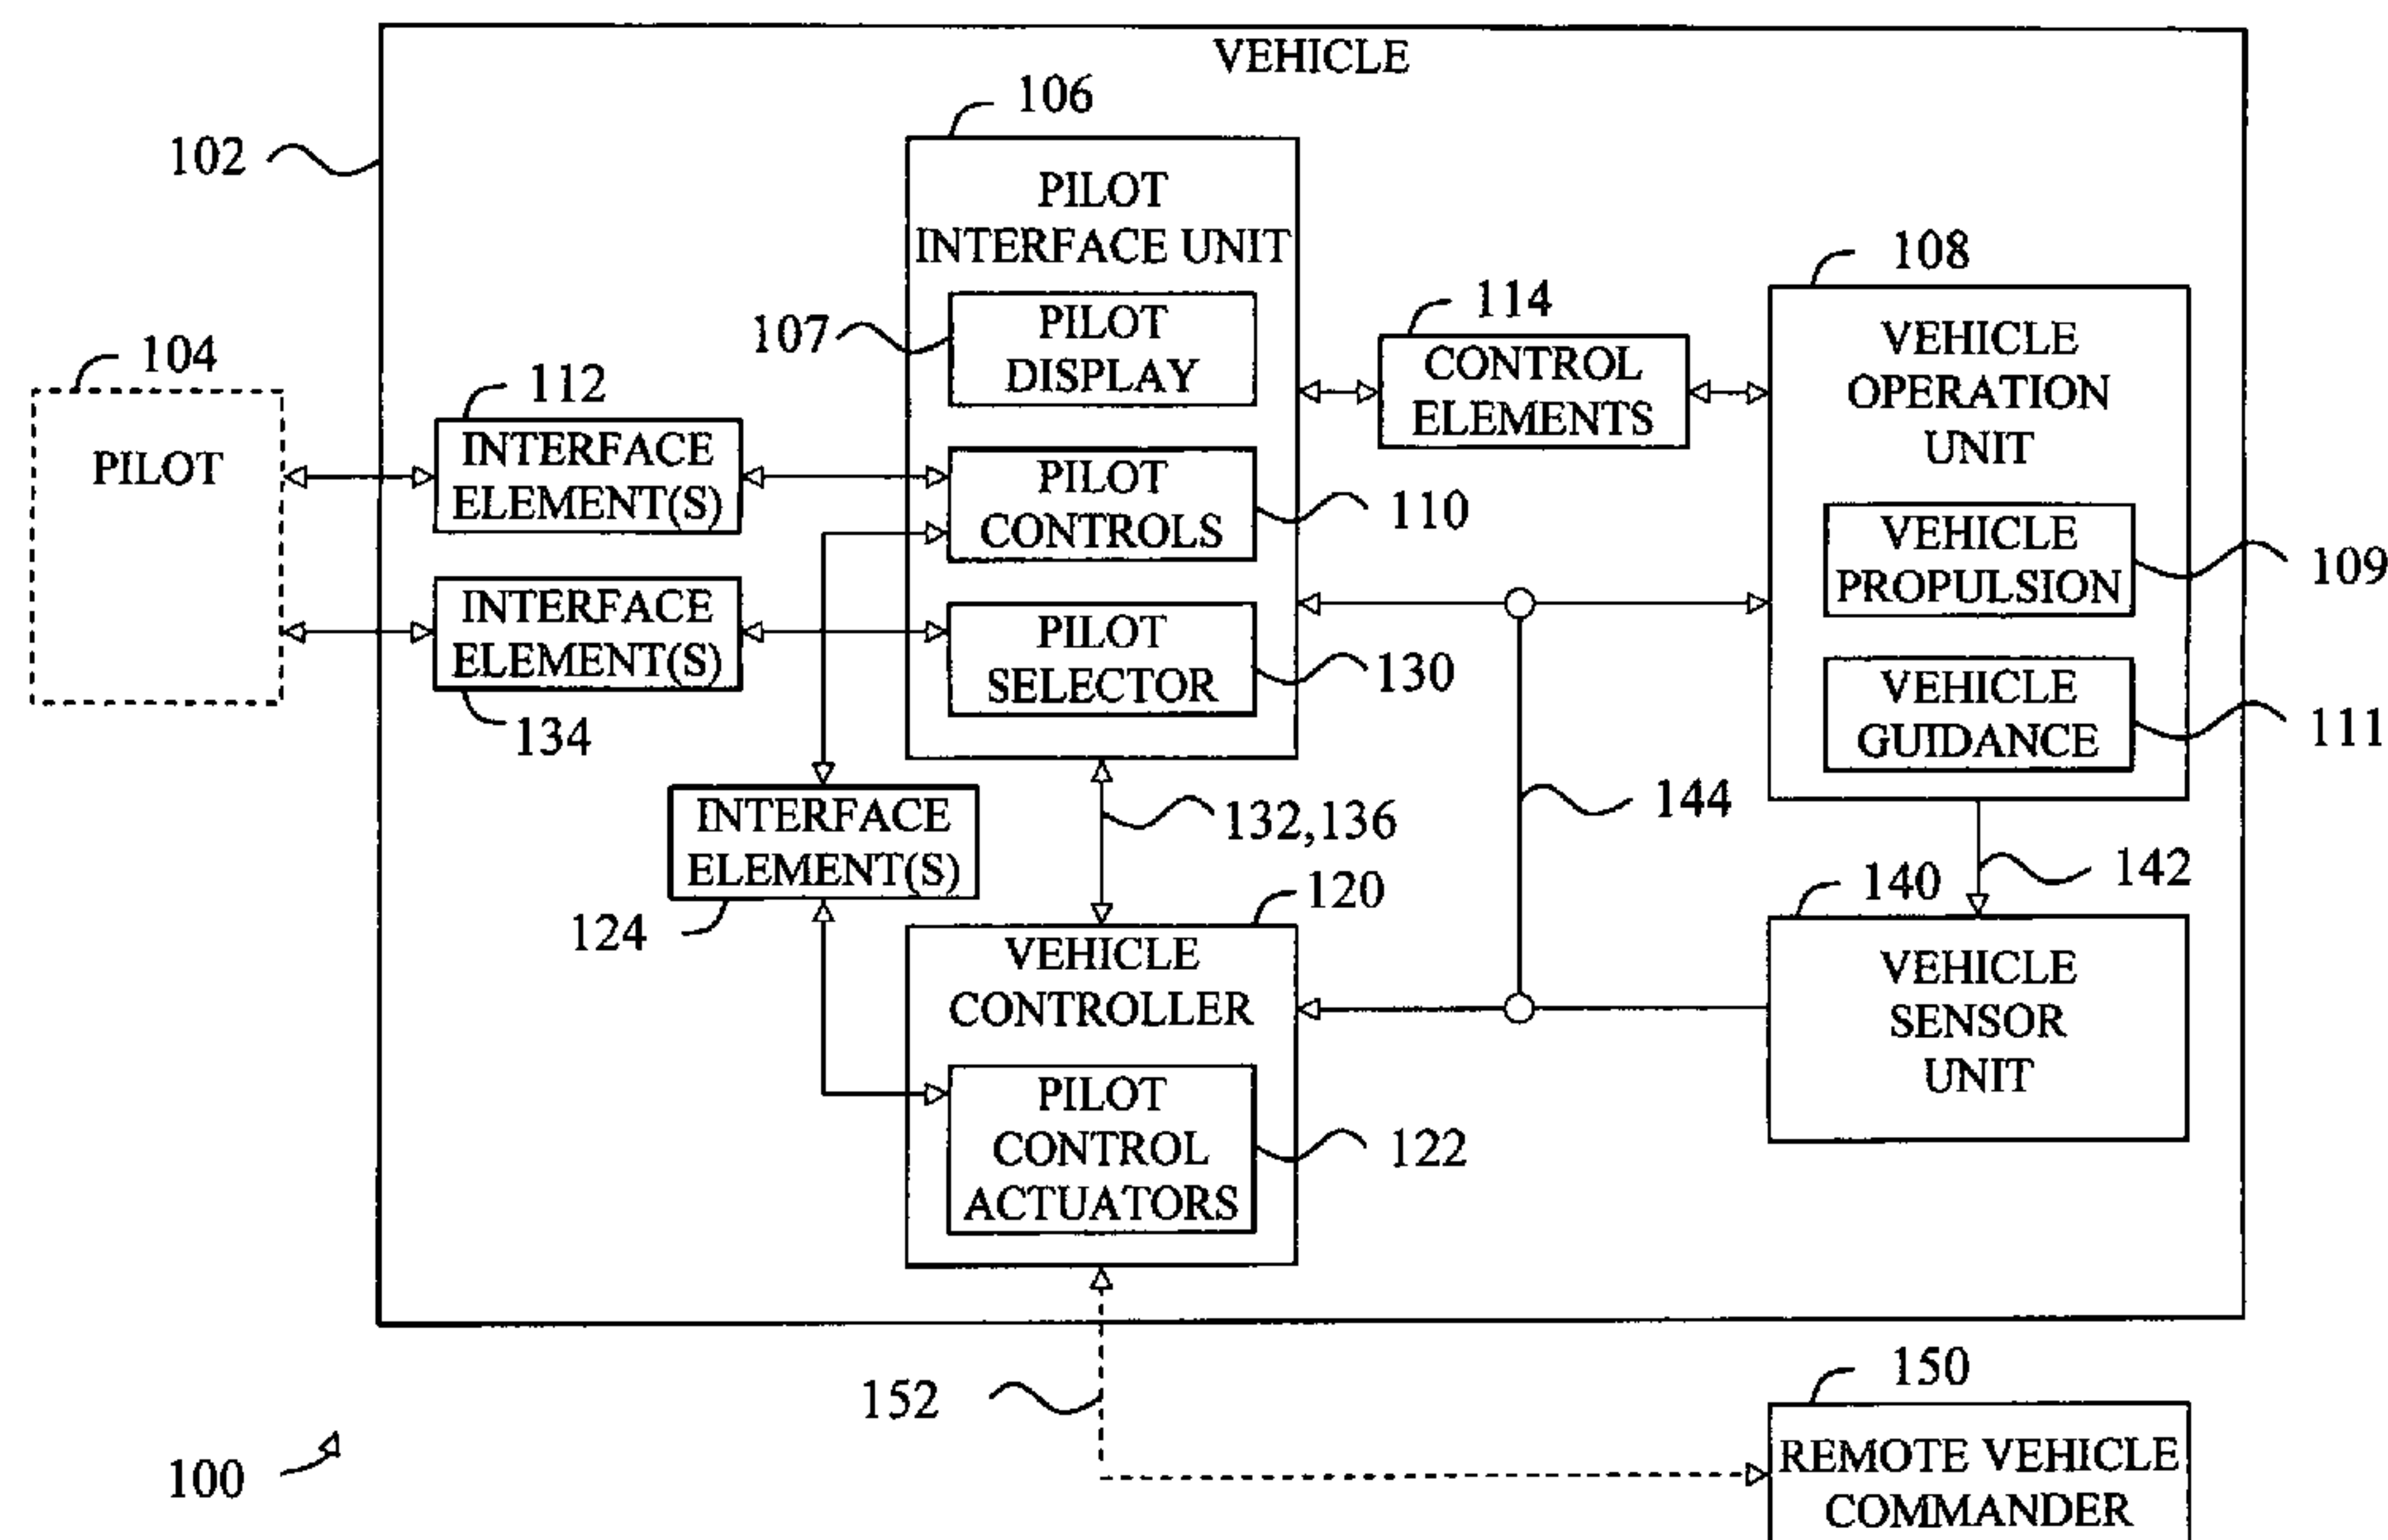 VEHICLE
106
102
PILOT
INTERFACE UNIT
108
114
107
PILOT
DISPLAY
CONTROL
ELEMENTS
VEHICLE
OPERATION
UNIT
104
112
PILOT
INTERFACE
ELEMENT(S)
PILOT
CONTROLS
110
VEHICLE
PROPULSION
109
INTERFACE
ELEMENT(S)
PILOT
SELECTOR
130
134
VEHICLE
GUIDANCE
111
144
132,136
INTERFACE
ELEMENT(S)
124
120
140
142
VEHICLE
CONTROLLER
VEHICLE
SENSOR
UNIT
PILOT
CONTROL
ACTUATORS
122
152
150
100
REMOTE VEHICLE
COMMANDER